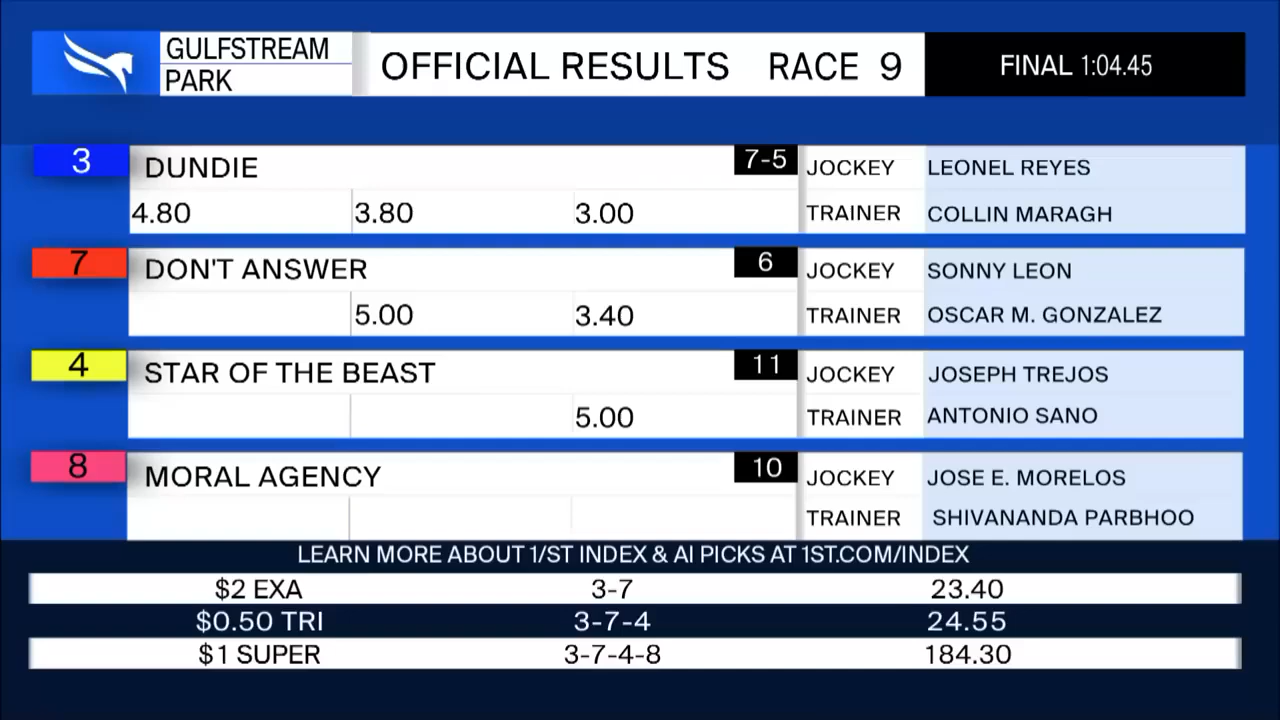 GULFSTREAM PARK
OFFICIAL RESULTS RACE 9
FINAL 1:04.45
3 DUNDIE 7-5 JOCKEY LEONEL REYES
4.80 3.80 3.00 TRAINER COLLIN MARAGH
7 DON'T ANSWER 6 JOCKEY SONNY LEON
5.00 3.40 TRAINER OSCAR M. GONZALEZ
4 STAR OF THE BEAST 11 JOCKEY JOSEPH TREJOS
5.00 TRAINER ANTONIO SANO
8 MORAL AGENCY 10 JOCKEY JOSE E. MORELOS
TRAINER SHIVANANDA PARBHOO
LEARN MORE ABOUT 1/ST INDEX & AI PICKS AT 1ST.COM/INDEX
$2 EXA 3-7 23.40
$0.50 TRI 3-7-4 24.55
$1 SUPER 3-7-4-8 184.30